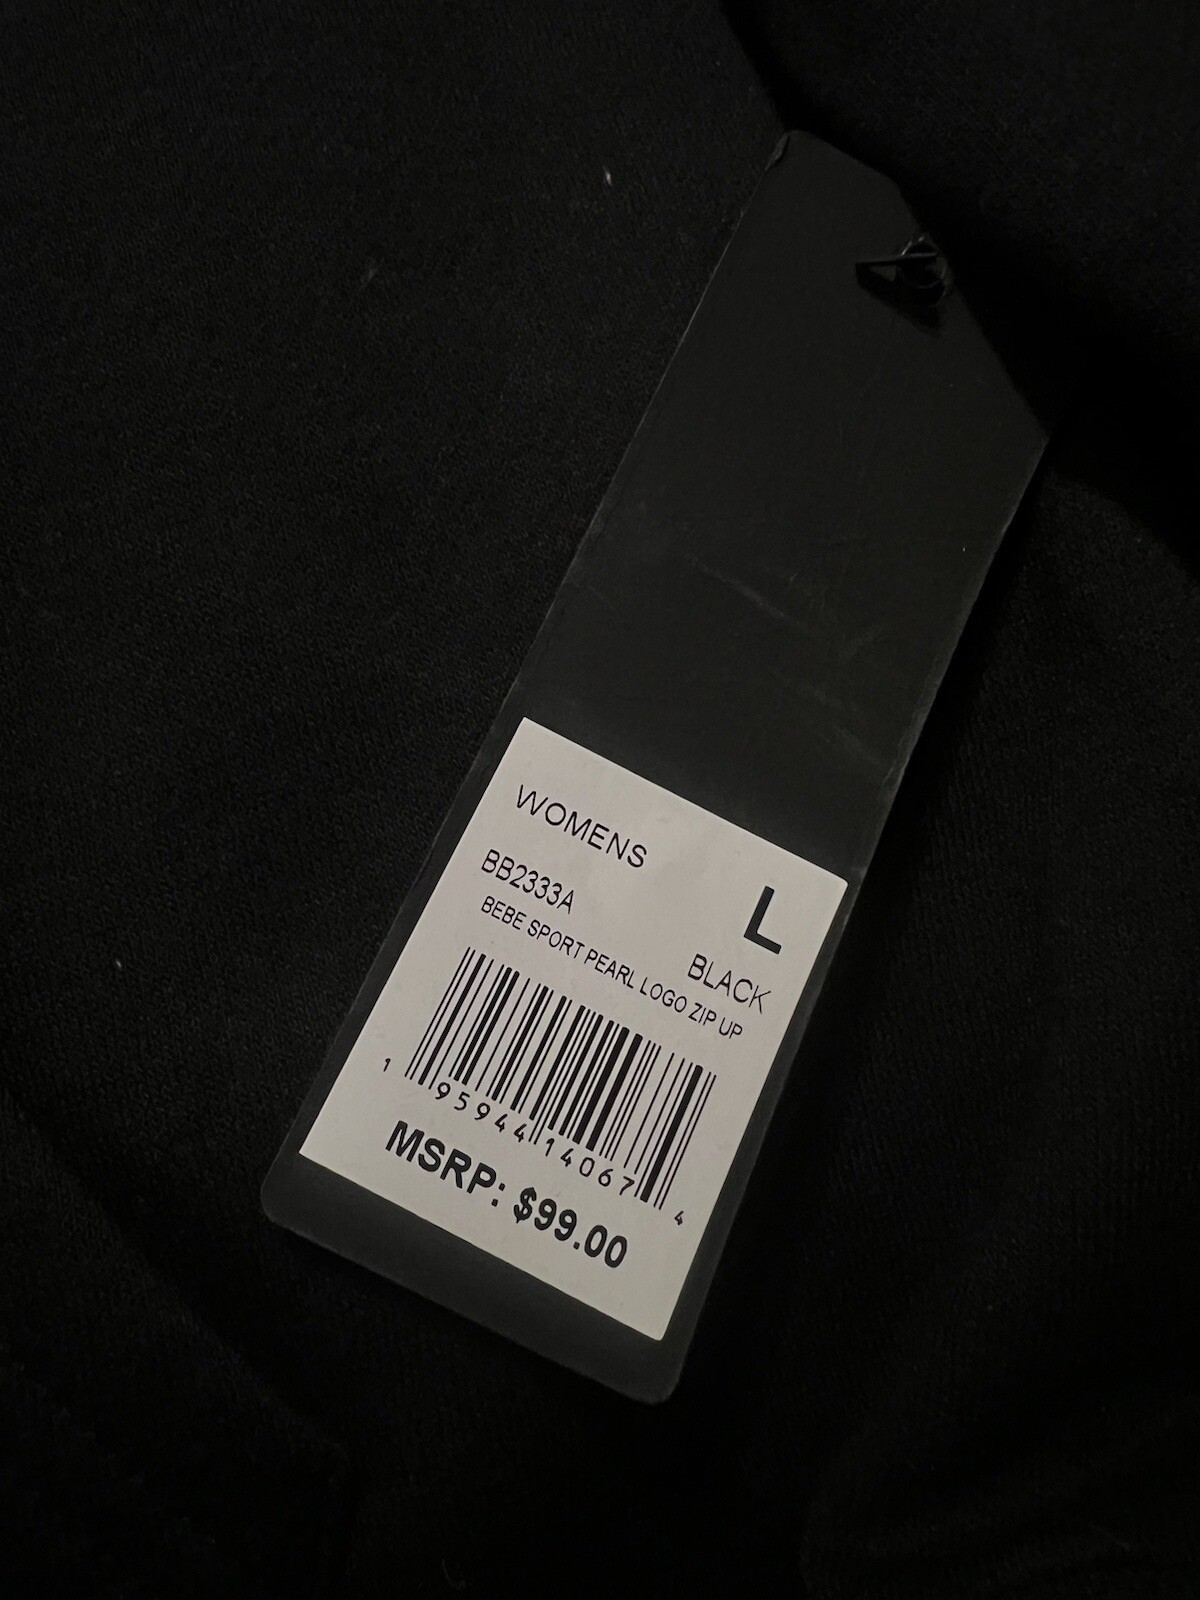 WOMENS
BB2333A
L
BLACK
BEBE SPORT PEARL LOGO ZIP UP
1 95944 14067 4
MSRP: $99.00